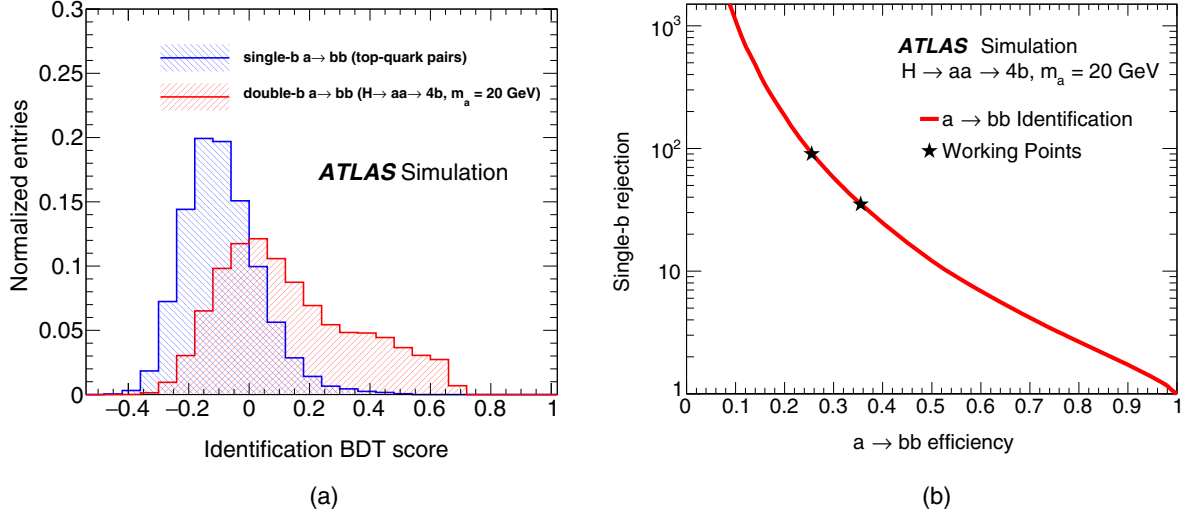 0.3
0.25
0.2
0.15
0.1
0.05
0
Normalized entries
single-b a→ bb (top-quark pairs)
double-b a→ bb (H→ aa→ 4b, mₐ = 20 GeV)
ATLAS Simulation
−0.4 −0.2 0 0.2 0.4 0.6 0.8 1
Identification BDT score
(a)
10³
10²
10
1
Single-b rejection
ATLAS Simulation
H → aa → 4b, mₐ = 20 GeV
a → bb Identification
Working Points
0 0.1 0.2 0.3 0.4 0.5 0.6 0.7 0.8 0.9 1
a → bb efficiency
(b)